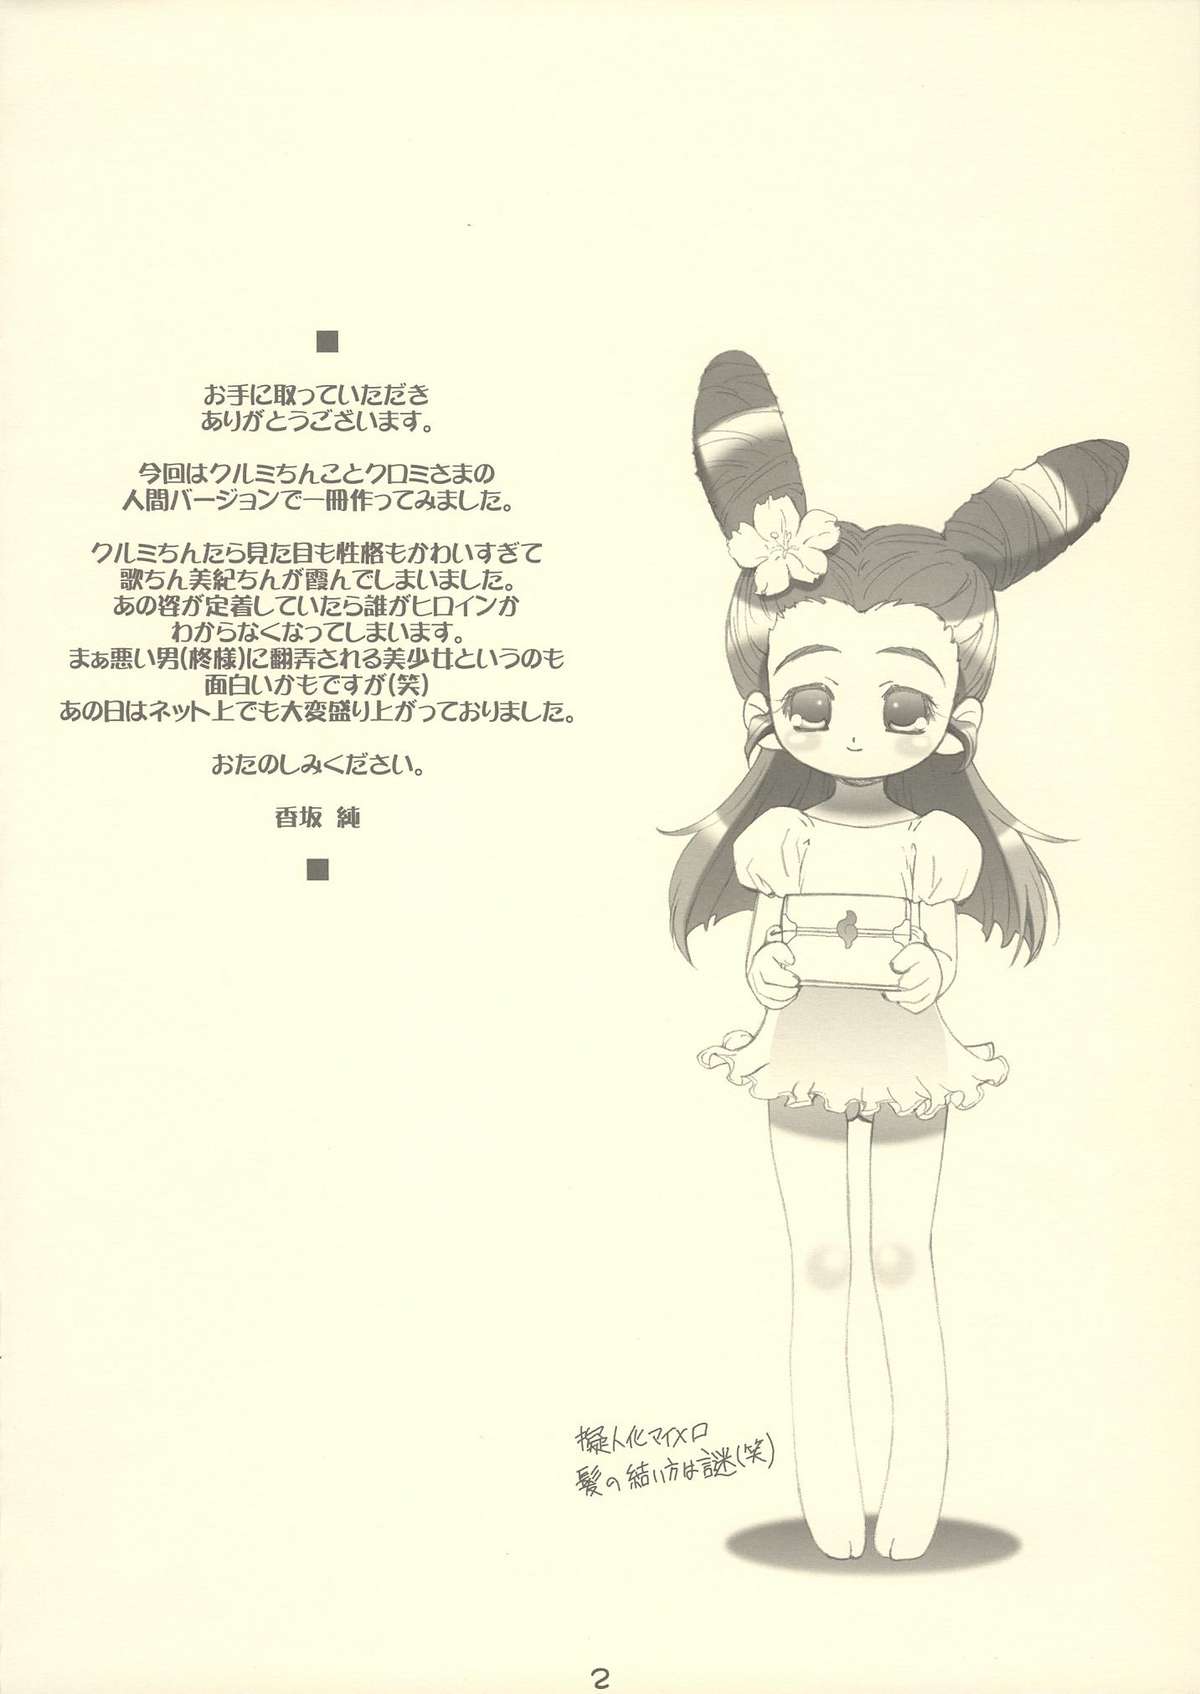 お手に取っていただき
ありがとうございます。
今回はクルミちんことクロミさまの
人間バージョンで一冊作ってみました。
クルミちんたら見た目も性格もかわいすぎて
歌ちん美紀ちんが霞んでしまいました。
あの姿が定着していたら誰がヒロインか
わからなくなってしまいます。
まぁ悪い男(柊様)に翻弄される美少女というのも
面白いかもですが(笑)
あの日はネット上でも大変盛り上がっておりました。
おたのしみください。
香坂 純
擬人化マイメロ
髪の結い方は謎(笑)
2